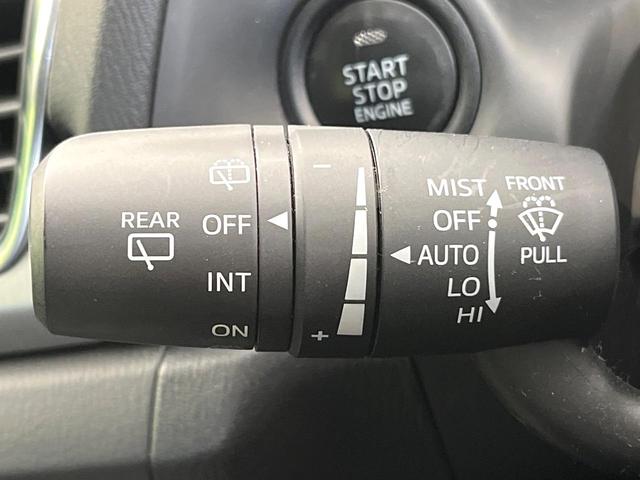 START
STOP
ENGINE
REAR
OFF
INT
ON
−
+
MIST
OFF
AUTO
LO
HI
FRONT
PULL